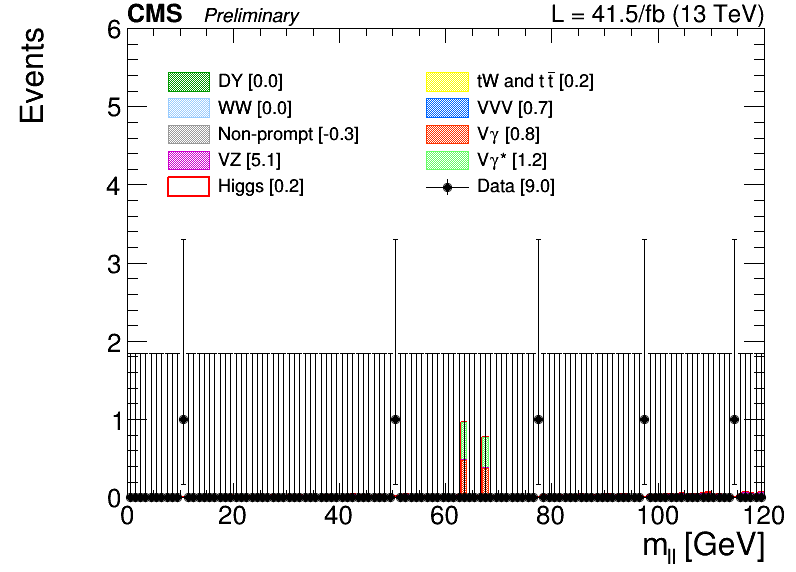 CMS Preliminary L = 41.5/fb (13 TeV)
Events
6
5
4
3
2
1
0
DY [0.0]
WW [0.0]
Non-prompt [-0.3]
VZ [5.1]
Higgs [0.2]
tW and tt̅ [0.2]
VVV [0.7]
Vγ [0.8]
Vγ* [1.2]
Data [9.0]
0 20 40 60 80 100 120
m_ll [GeV]